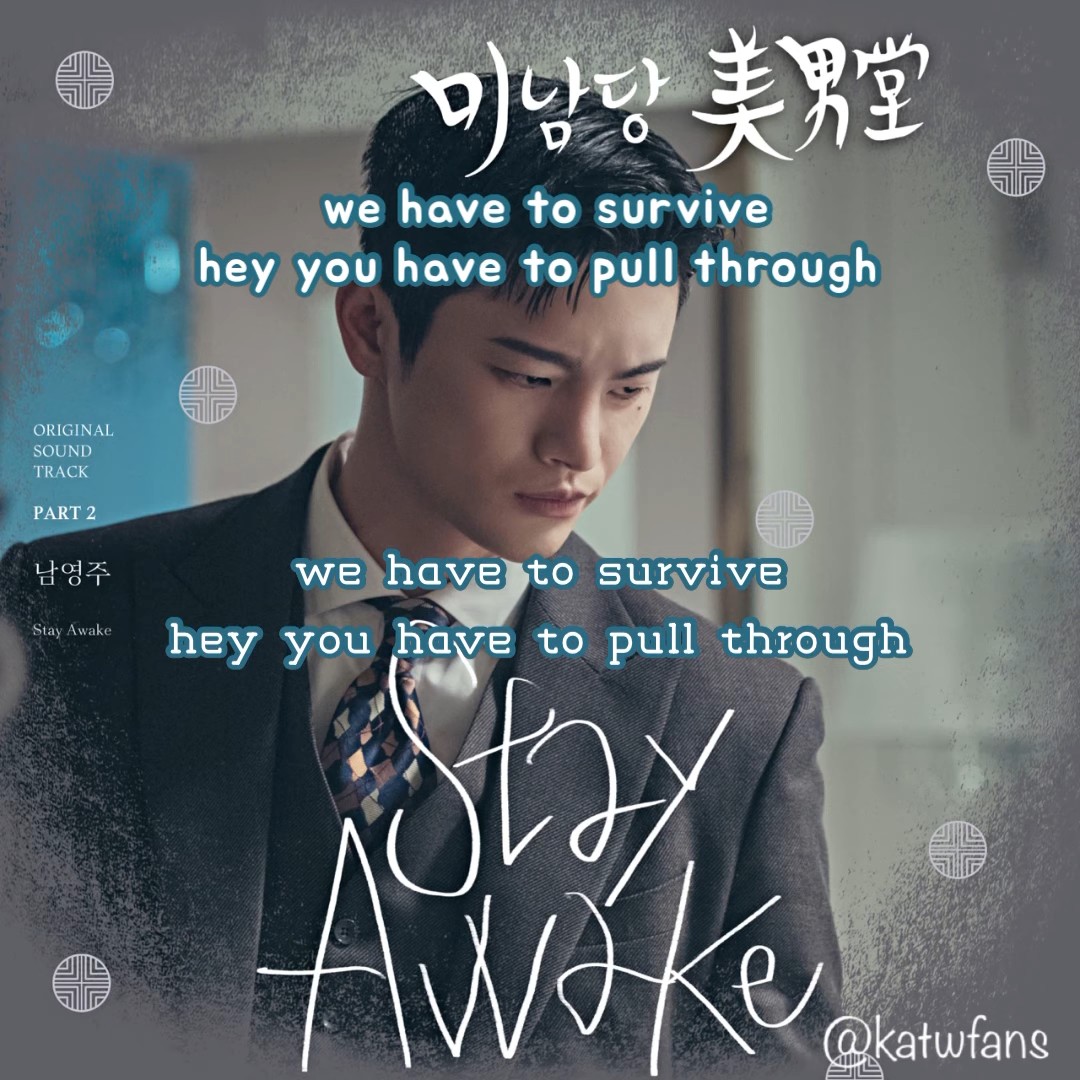 미남당 美男堂
we have to survive
hey you have to pull through
ORIGINAL
SOUND
TRACK
PART 2
남영주
Stay Awake
we have to survive
hey you have to pull through
Stay
Awake
@katwfans